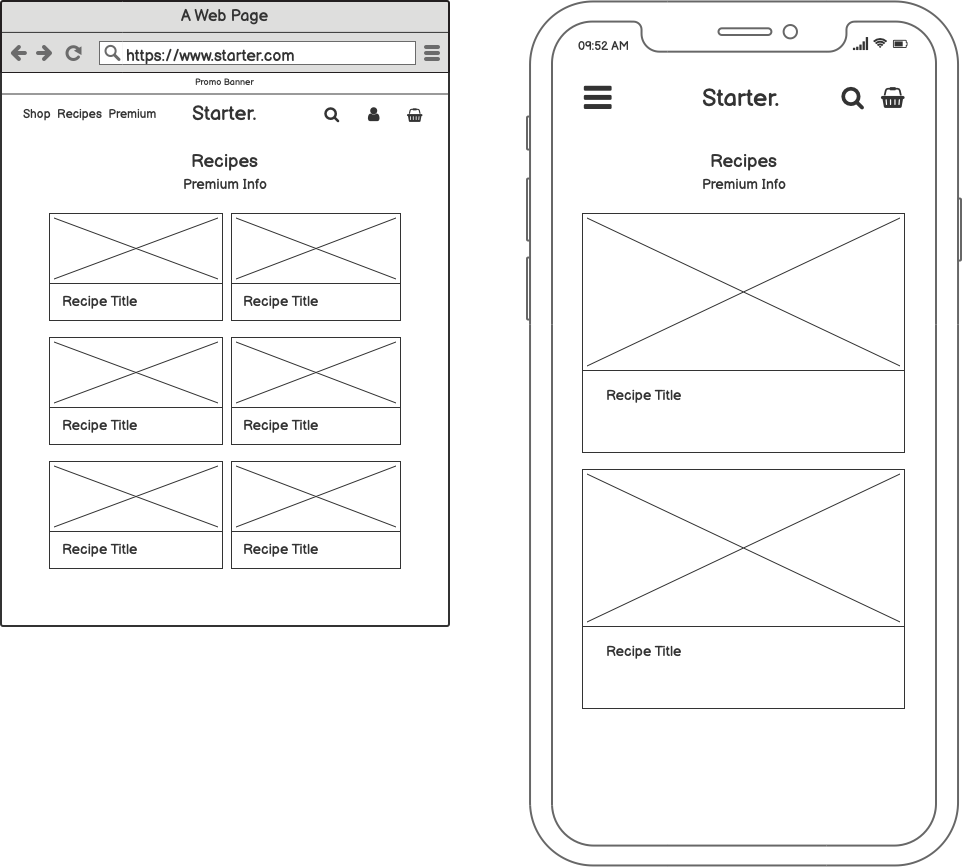 A Web Page
https://www.starter.com
Promo Banner
Shop Recipes Premium Starter.
Recipes
Premium Info
Recipe Title Recipe Title
Recipe Title Recipe Title
Recipe Title Recipe Title
09:52 AM
Starter.
Recipes
Premium Info
Recipe Title
Recipe Title